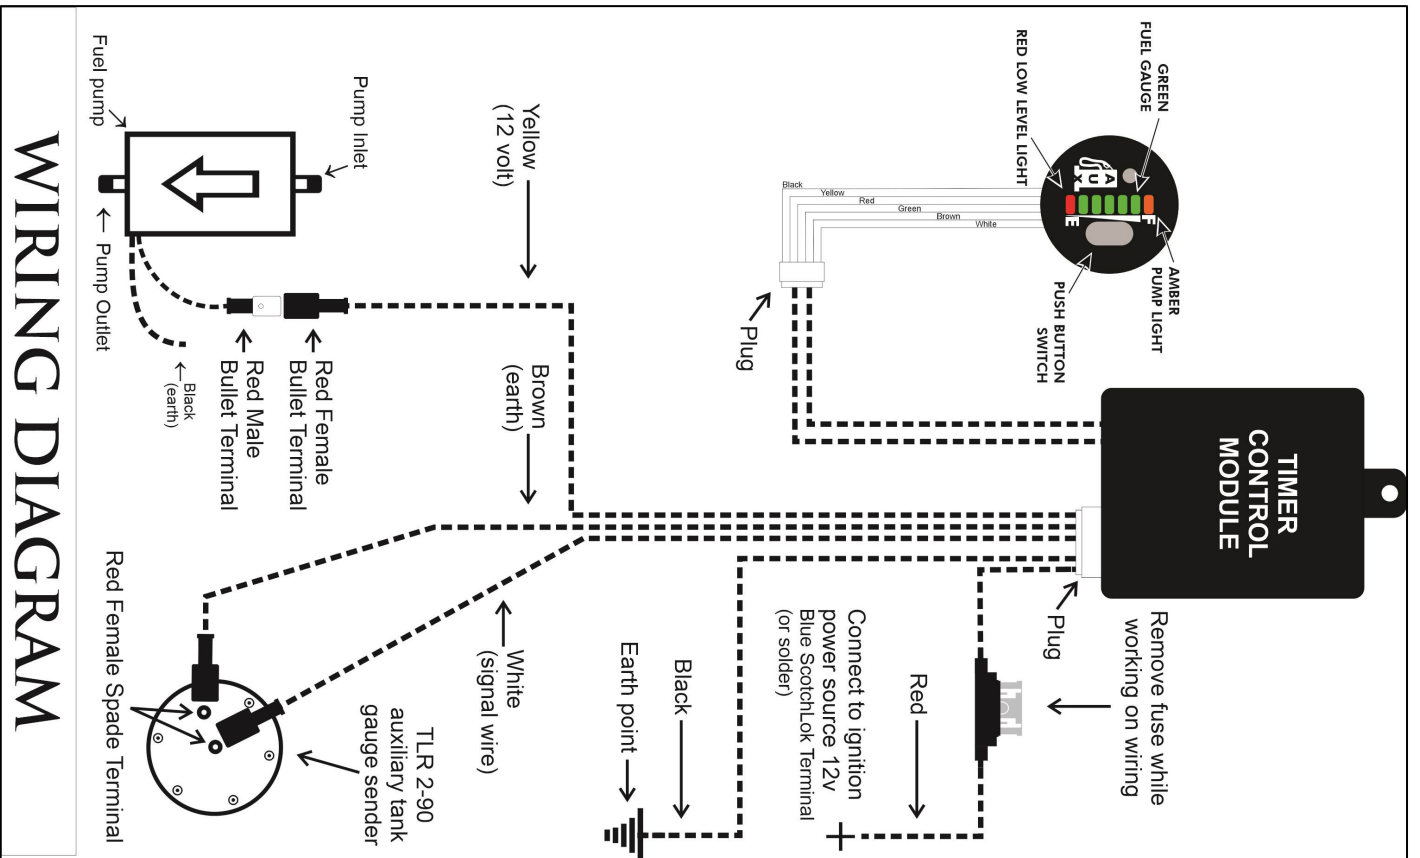 WIRING DIAGRAM
GREEN
FUEL GAUGE
RED LOW LEVEL LIGHT
AUX
F
E
AMBER
PUMP LIGHT
PUSH BUTTON
SWITCH
Black
Yellow
Red
Green
Brown
White
Plug
TIMER
CONTROL
MODULE
Plug
Remove fuse while
working on wiring
Red
Connect to ignition
power source 12v
Blue ScotchLok Terminal
(or solder)
Black
Earth point
Yellow
(12 volt)
Brown
(earth)
White
(signal wire)
Pump Inlet
Fuel pump
Pump Outlet
Black
(earth)
Red Female
Bullet Terminal
Red Male
Bullet Terminal
TLR 2-90
auxiliary tank
gauge sender
Red Female Spade Terminal